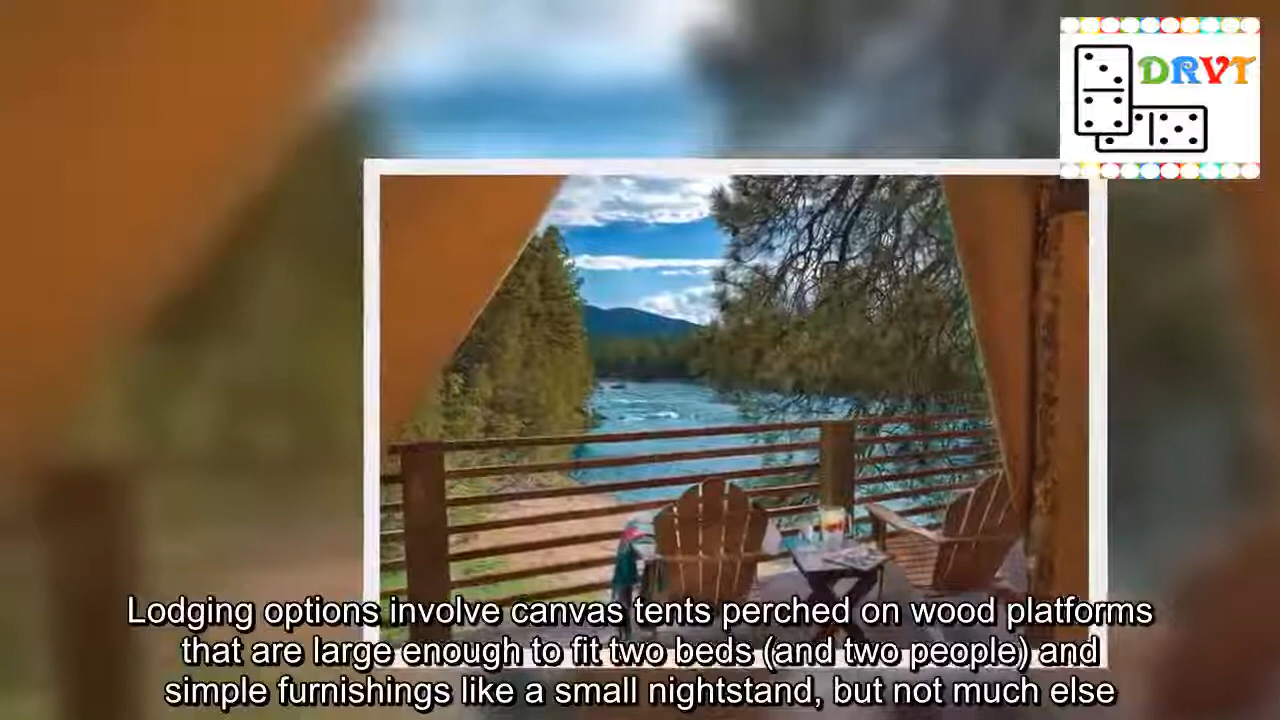 DRVT
Lodging options involve canvas tents perched on wood platforms
that are large enough to fit two beds (and two people) and
simple furnishings like a small nightstand, but not much else